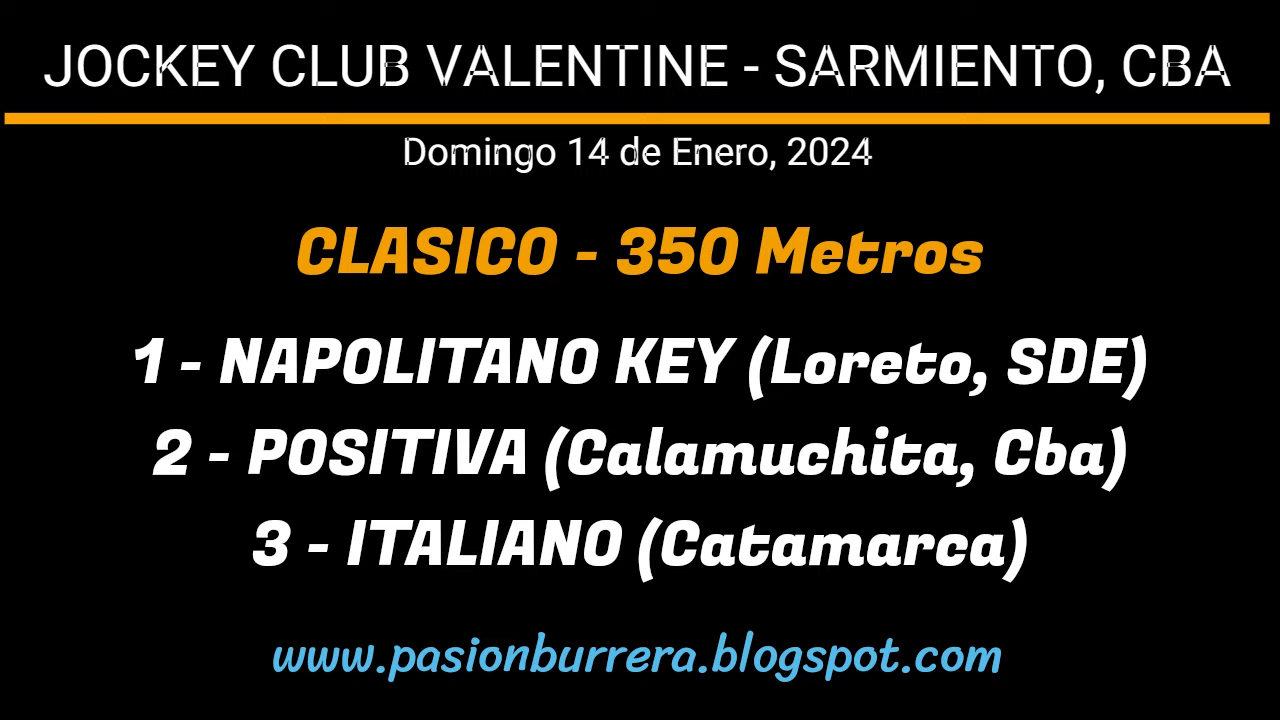 JOCKEY CLUB VALENTINE - SARMIENTO, CBA
Domingo 14 de Enero, 2024
CLASICO - 350 Metros
1 - NAPOLITANO KEY (Loreto, SDE)
2 - POSITIVA (Calamuchita, Cba)
3 - ITALIANO (Catamarca)
www.pasionburrera.blogspot.com